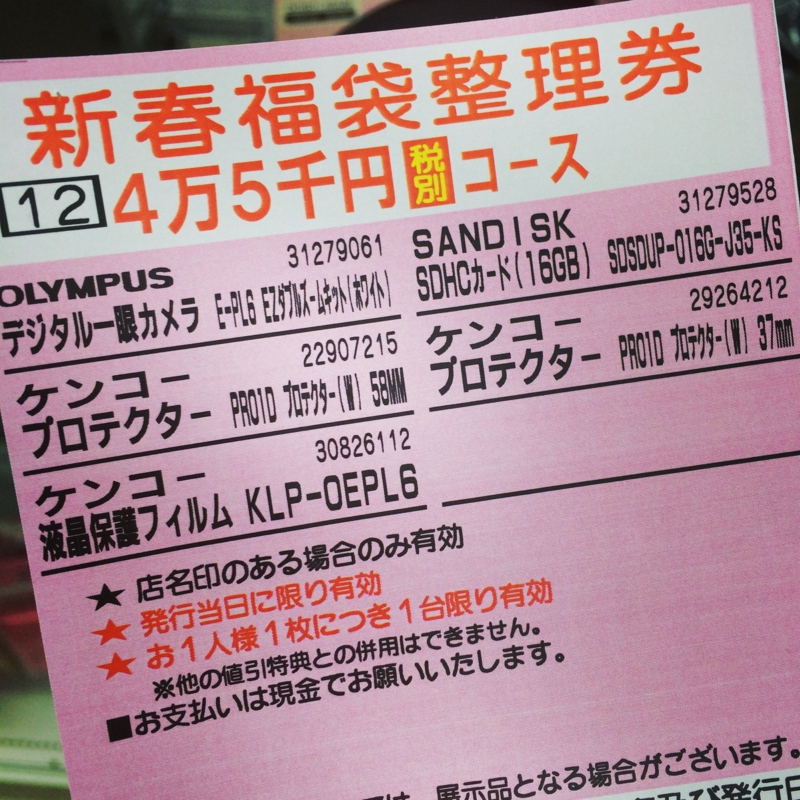 新春福袋整理券
12 4万5千円 税別 コース
31279061
OLYMPUS
デジタル一眼カメラ E-PL6 EZダブルズームキット(ホワイト)
31279528
SANDISK
SDHCカード(16GB) SDSDUP-016G-J35-KS
22907215
ケンコー
プロテクター PRO1D プロテクター(W) 58MM
29264212
ケンコー
プロテクター PRO1D プロテクター(W) 37mm
30826112
ケンコー
液晶保護フィルム KLP-OEPL6
★ 店名印のある場合のみ有効
★ 発行当日に限り有効
★ お1人様1枚につき1台限り有効
※他の値引特典との併用はできません。
■お支払いは現金でお願いいたします。
は、展示品となる場合がございます。
及び発行日